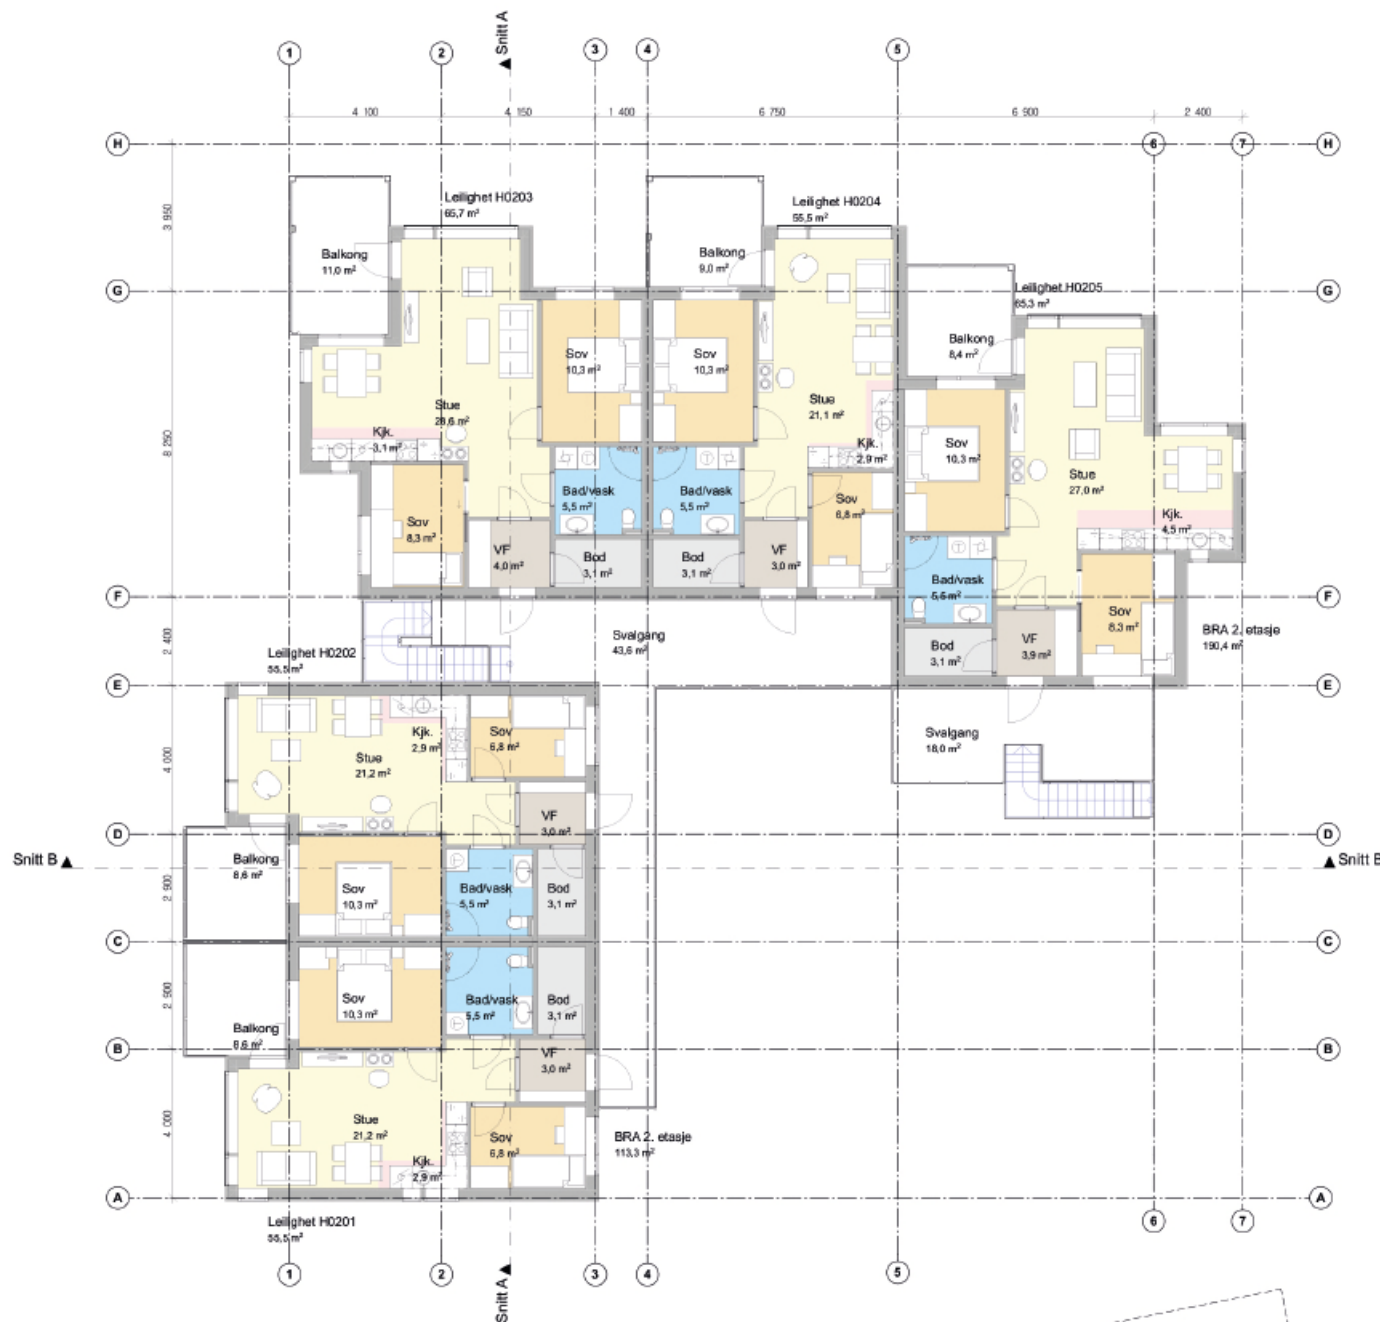 Snitt A
1
2
3
4
5
4 100
4 150
1 400
6 750
6 900
2 400
H
6
7
H
3 950
Leilighet H0203
65,7 m²
Leilighet H0204
55,5 m²
Balkong
11,0 m²
Balkong
9,0 m²
G
G
Leilighet H0205
65,3 m²
Balkong
8,4 m²
Sov
10,3 m²
Sov
10,3 m²
Stue
28,6 m²
Stue
21,1 m²
8 250
Kjk.
3,1 m²
Kjk.
2,9 m²
Sov
10,3 m²
Stue
27,0 m²
Bad/vask
5,5 m²
Bad/vask
5,5 m²
Sov
6,8 m²
Kjk.
4,5 m²
Sov
8,3 m²
VF
4,0 m²
Bod
3,1 m²
Bod
3,1 m²
VF
3,0 m²
Bad/vask
5,5 m²
F
F
Sov
8,3 m²
2 400
Svalgang
43,6 m²
Bod
3,1 m²
VF
3,9 m²
BRA 2. etasje
190,4 m²
Leilighet H0202
55,5 m²
E
E
Kjk.
2,9 m²
Sov
6,8 m²
Svalgang
18,0 m²
4 000
Stue
21,2 m²
VF
3,0 m²
D
D
Snitt B
Snitt B
Balkong
8,6 m²
2 900
Sov
10,3 m²
Bad/vask
5,5 m²
Bod
3,1 m²
C
C
2 900
Sov
10,3 m²
Bad/vask
5,5 m²
Bod
3,1 m²
Balkong
8,6 m²
B
B
VF
3,0 m²
4 000
Stue
21,2 m²
Sov
6,8 m²
BRA 2. etasje
113,3 m²
Kjk.
2,9 m²
A
A
Leilighet H0201
55,5 m²
6
7
1
2
3
4
5
Snitt A